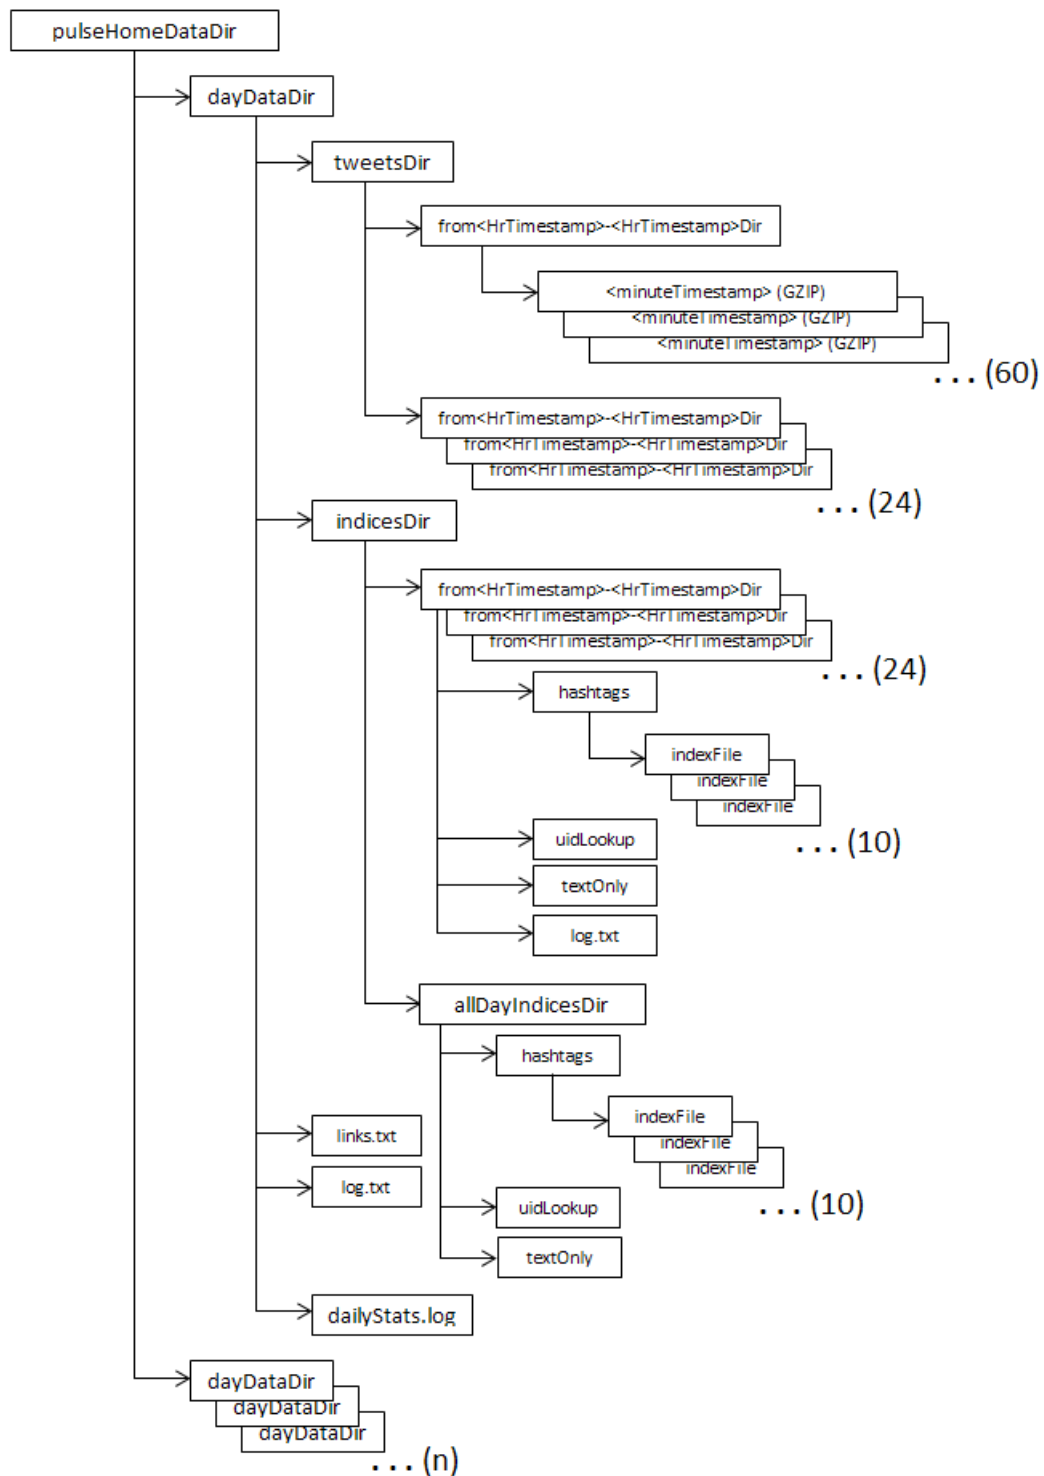 pulseHomeDataDir
dayDataDir
tweetsDir
from<HrTimestamp>-<HrTimestamp>Dir
<minuteTimestamp> (GZIP)
<minuteTimestamp> (GZIP)
<minuteTimestamp> (GZIP)
... (60)
from<HrTimestamp>-<HrTimestamp>Dir
from<HrTimestamp>-<HrTimestamp>Dir
from<HrTimestamp>-<HrTimestamp>Dir
... (24)
indicesDir
from<HrTimestamp>-<HrTimestamp>Dir
from<HrTimestamp>-<HrTimestamp>Dir
from<HrTimestamp>-<HrTimestamp>Dir
... (24)
hashtags
indexFile
indexFile
indexFile
... (10)
uidLookup
textOnly
log.txt
allDayIndicesDir
hashtags
indexFile
indexFile
indexFile
... (10)
uidLookup
textOnly
links.txt
log.txt
dailyStats.log
dayDataDir
dayDataDir
dayDataDir
... (n)